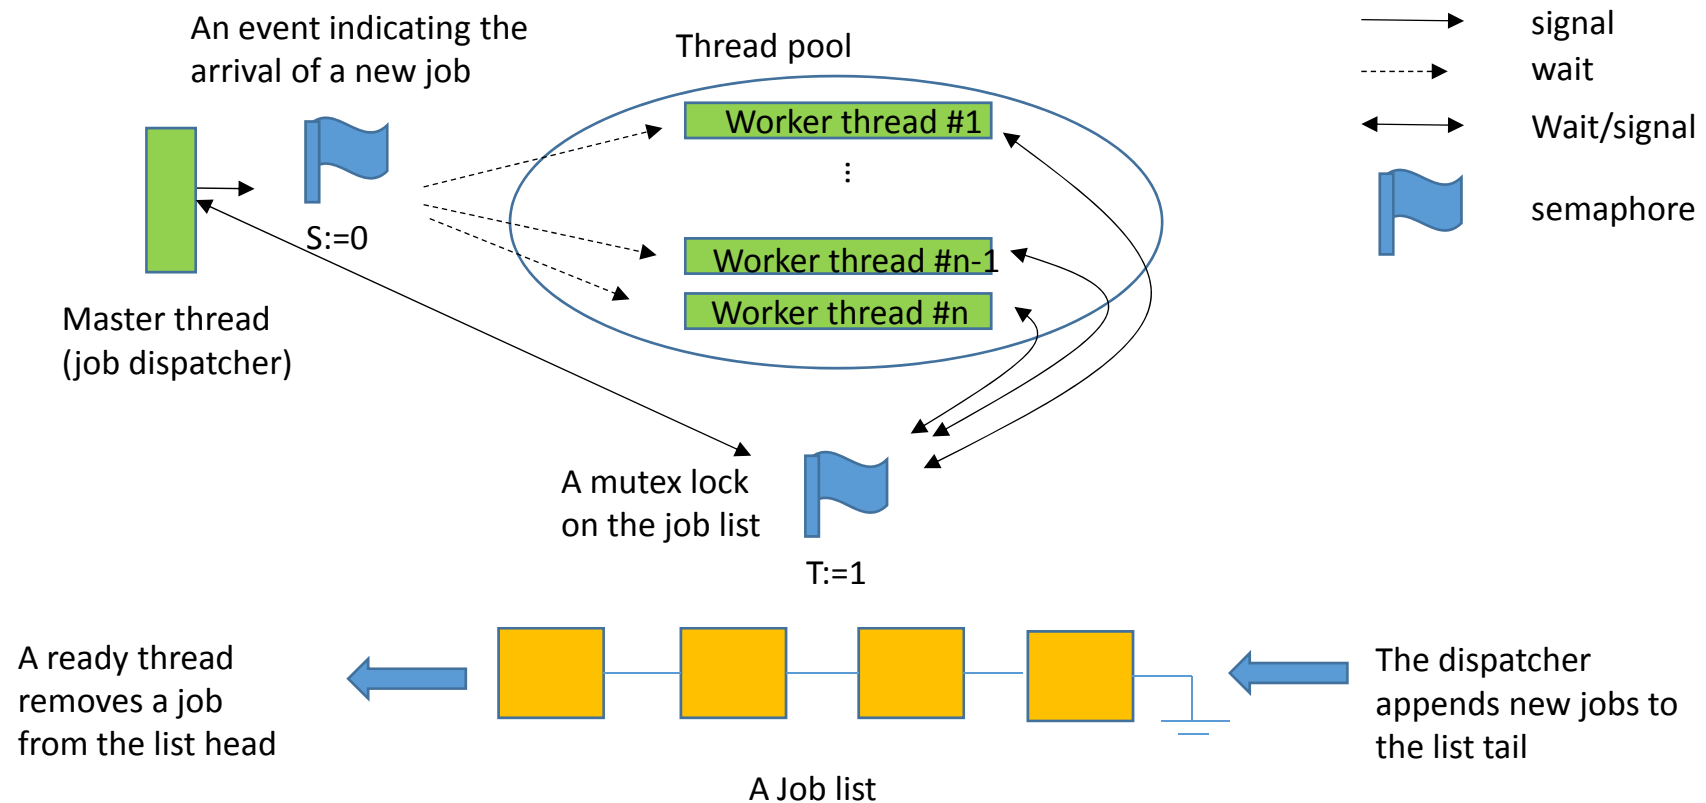 An event indicating the
arrival of a new job
Thread pool
signal
wait
Wait/signal
semaphore
Worker thread #1
...
S:=0
Worker thread #n-1
Worker thread #n
Master thread
(job dispatcher)
A mutex lock
on the job list
T:=1
A ready thread
removes a job
from the list head
The dispatcher
appends new jobs to
the list tail
A Job list